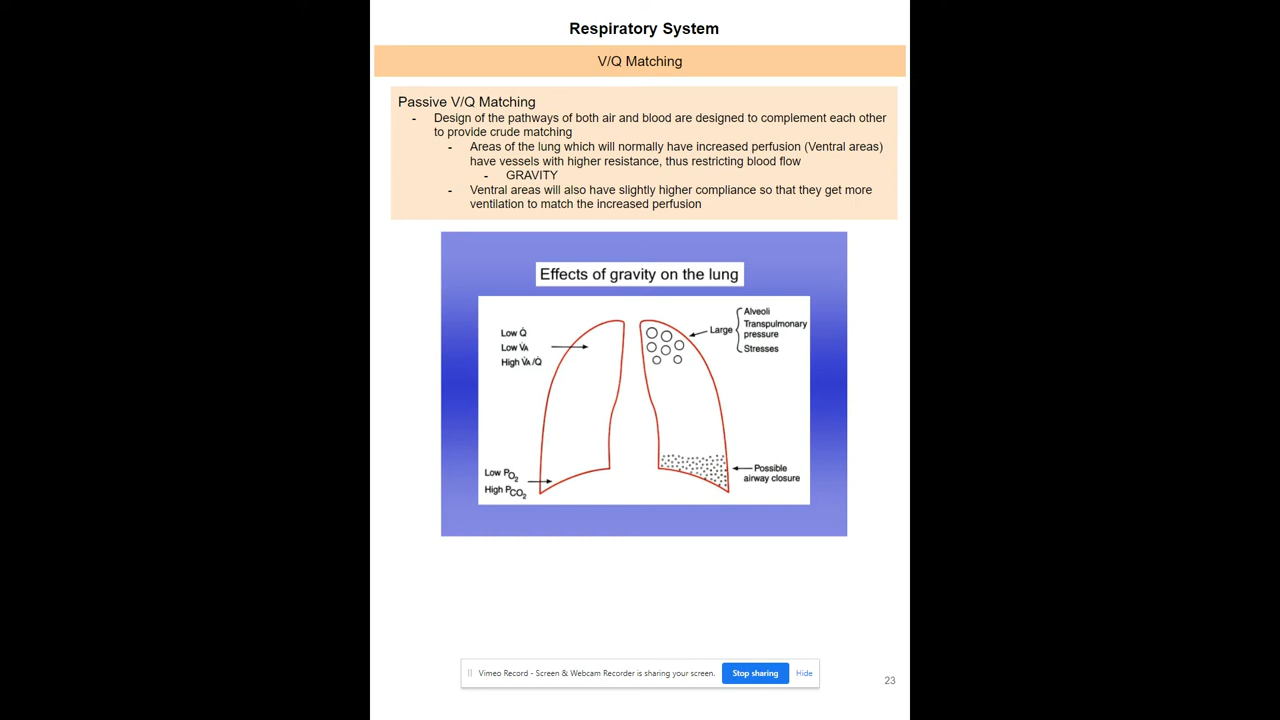 Respiratory System
V/Q Matching
Passive V/Q Matching
- Design of the pathways of both air and blood are designed to complement each other
to provide crude matching
- Areas of the lung which will normally have increased perfusion (Ventral areas)
have vessels with higher resistance, thus restricting blood flow
- GRAVITY
- Ventral areas will also have slightly higher compliance so that they get more
ventilation to match the increased perfusion
Effects of gravity on the lung
Low Q̇
Low V̇A
High V̇A/Q̇
Large
Alveoli
Transpulmonary
pressure
Stresses
Low PO2
High PCO2
Possible
airway closure
Vimeo Record - Screen & Webcam Recorder is sharing your screen.
Stop sharing
Hide
23